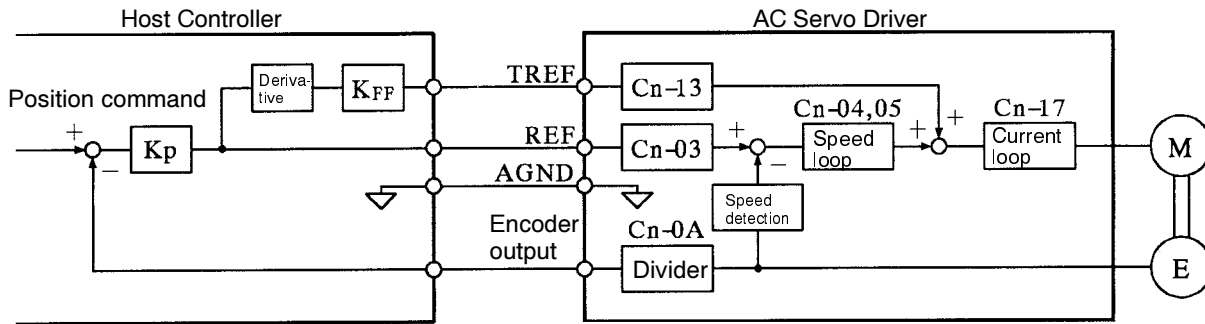 Host Controller
AC Servo Driver
Deriva-
tive
KFF
TREF
Cn-13
Position command
+
−
Kp
REF
Cn-03
+
−
Cn-04,05
Speed
loop
+
+
Cn-17
Current
loop
M
AGND
Speed
detection
Encoder
output
Cn-0A
Divider
E